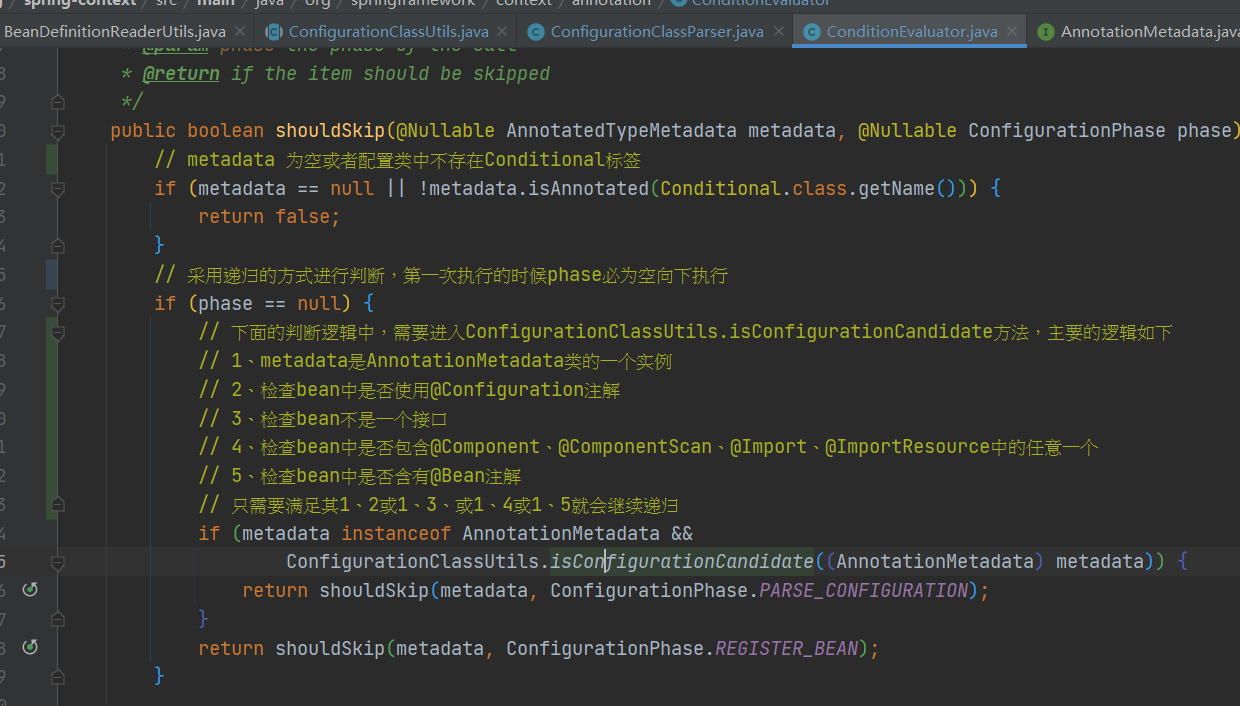 spring-context / src / main / java / org / springframework / context / annotation / ConditionEvaluator
BeanDefinitionReaderUtils.java × ConfigurationClassUtils.java × ConfigurationClassParser.java × ConditionEvaluator.java × AnnotationMetadata.java
* @param phase the phase of the call
* @return if the item should be skipped
*/
public boolean shouldSkip(@Nullable AnnotatedTypeMetadata metadata, @Nullable ConfigurationPhase phase)
// metadata 为空或者配置类中不存在Conditional标签
if (metadata == null || !metadata.isAnnotated(Conditional.class.getName())) {
return false;
}
// 采用递归的方式进行判断，第一次执行的时候phase必为空向下执行
if (phase == null) {
// 下面的判断逻辑中，需要进入ConfigurationClassUtils.isConfigurationCandidate方法，主要的逻辑如下
// 1、metadata是AnnotationMetadata类的一个实例
// 2、检查bean中是否使用@Configuration注解
// 3、检查bean不是一个接口
// 4、检查bean中是否包含@Component、@ComponentScan、@Import、@ImportResource中的任意一个
// 5、检查bean中是否含有@Bean注解
// 只需要满足其1、2或1、3、或1、4或1、5就会继续递归
if (metadata instanceof AnnotationMetadata &&
ConfigurationClassUtils.isConfigurationCandidate((AnnotationMetadata) metadata)) {
return shouldSkip(metadata, ConfigurationPhase.PARSE_CONFIGURATION);
}
return shouldSkip(metadata, ConfigurationPhase.REGISTER_BEAN);
}